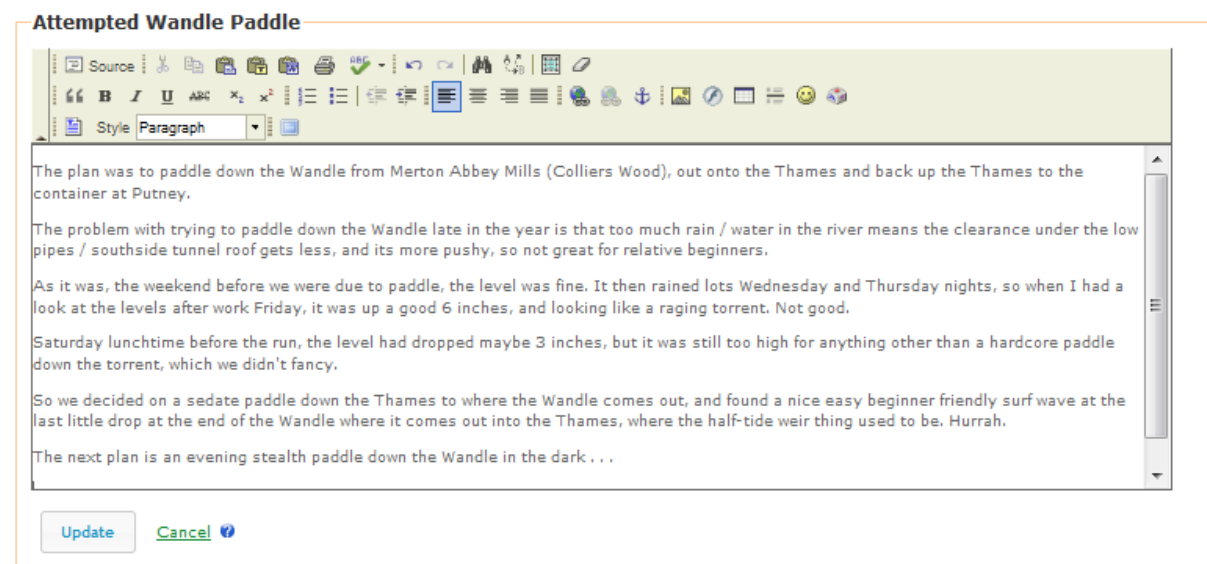 Attempted Wandle Paddle
Source
ABC
B I U ABC x₂ x²
Style Paragraph
The plan was to paddle down the Wandle from Merton Abbey Mills (Colliers Wood), out onto the Thames and back up the Thames to the
container at Putney.
The problem with trying to paddle down the Wandle late in the year is that too much rain / water in the river means the clearance under the low
pipes / southside tunnel roof gets less, and its more pushy, so not great for relative beginners.
As it was, the weekend before we were due to paddle, the level was fine. It then rained lots Wednesday and Thursday nights, so when I had a
look at the levels after work Friday, it was up a good 6 inches, and looking like a raging torrent. Not good.
Saturday lunchtime before the run, the level had dropped maybe 3 inches, but it was still too high for anything other than a hardcore paddle
down the torrent, which we didn't fancy.
So we decided on a sedate paddle down the Thames to where the Wandle comes out, and found a nice easy beginner friendly surf wave at the
last little drop at the end of the Wandle where it comes out into the Thames, where the half-tide weir thing used to be. Hurrah.
The next plan is an evening stealth paddle down the Wandle in the dark . . .
Update Cancel ?